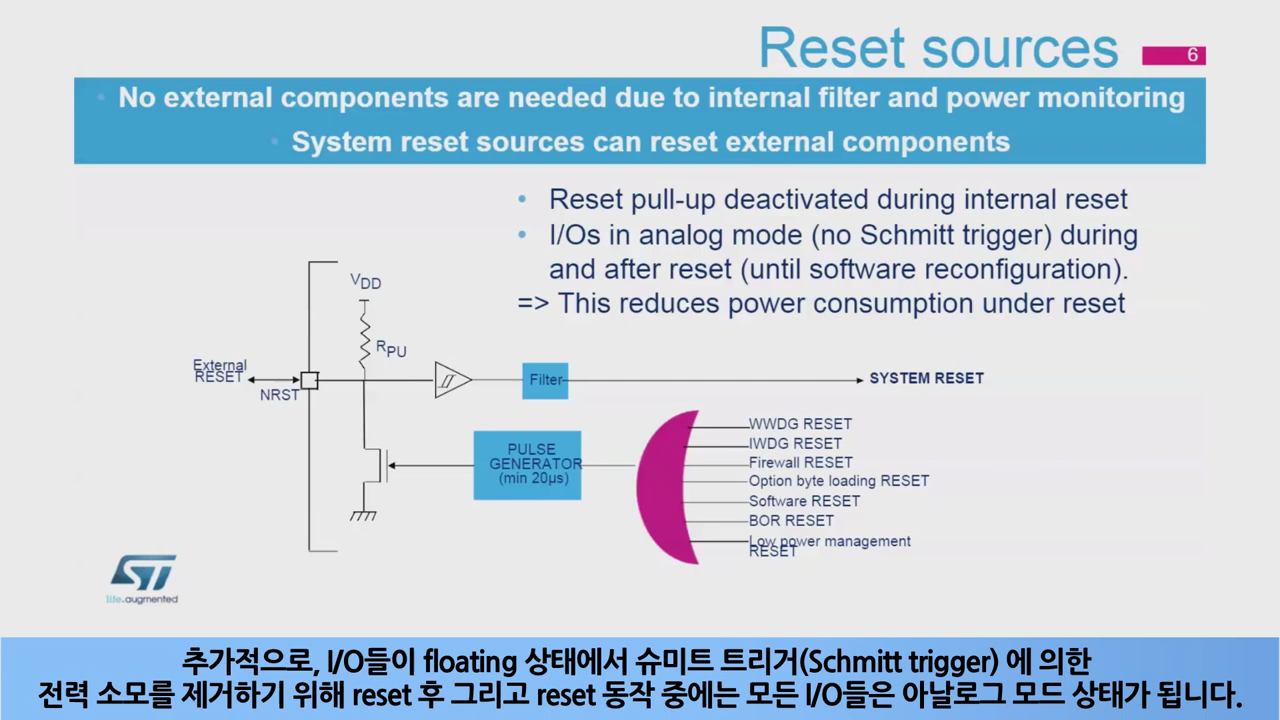 Reset sources
6
• No external components are needed due to internal filter and power monitoring
• System reset sources can reset external components
• Reset pull-up deactivated during internal reset
• I/Os in analog mode (no Schmitt trigger) during
and after reset (until software reconfiguration).
=> This reduces power consumption under reset
VDD
RPU
External
RESET
NRST
Filter
SYSTEM RESET
PULSE
GENERATOR
(min 20µs)
WWDG RESET
IWDG RESET
Firewall RESET
Option byte loading RESET
Software RESET
BOR RESET
Low power management
RESET
ST
life.augmented
추가적으로, I/O들이 floating 상태에서 슈미트 트리거(Schmitt trigger) 에 의한
전력 소모를 제거하기 위해 reset 후 그리고 reset 동작 중에는 모든 I/O들은 아날로그 모드 상태가 됩니다.